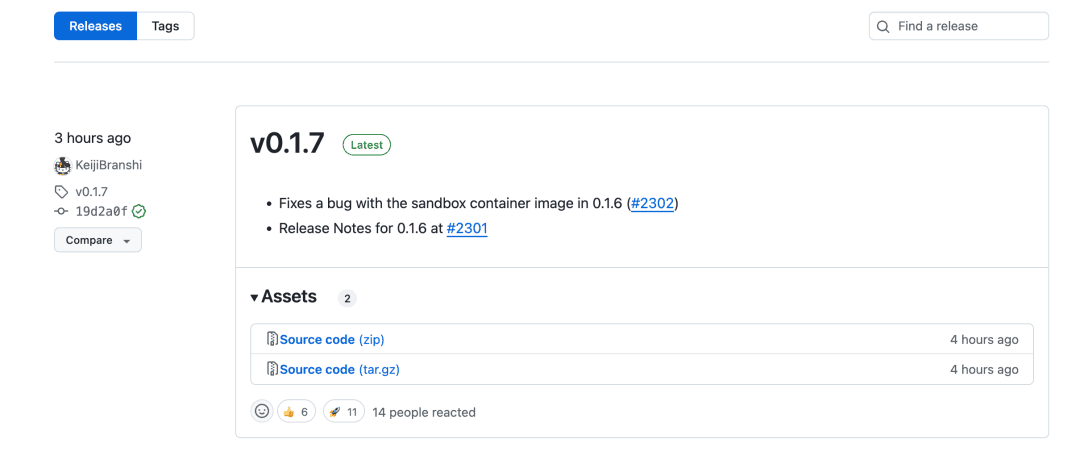 Releases
Tags
Find a release
3 hours ago
KeijiBranshi
v0.1.7
19d2a0f
Compare
v0.1.7 Latest
• Fixes a bug with the sandbox container image in 0.1.6 (#2302)
• Release Notes for 0.1.6 at #2301
Assets 2
Source code (zip) 4 hours ago
Source code (tar.gz) 4 hours ago
6 11 14 people reacted